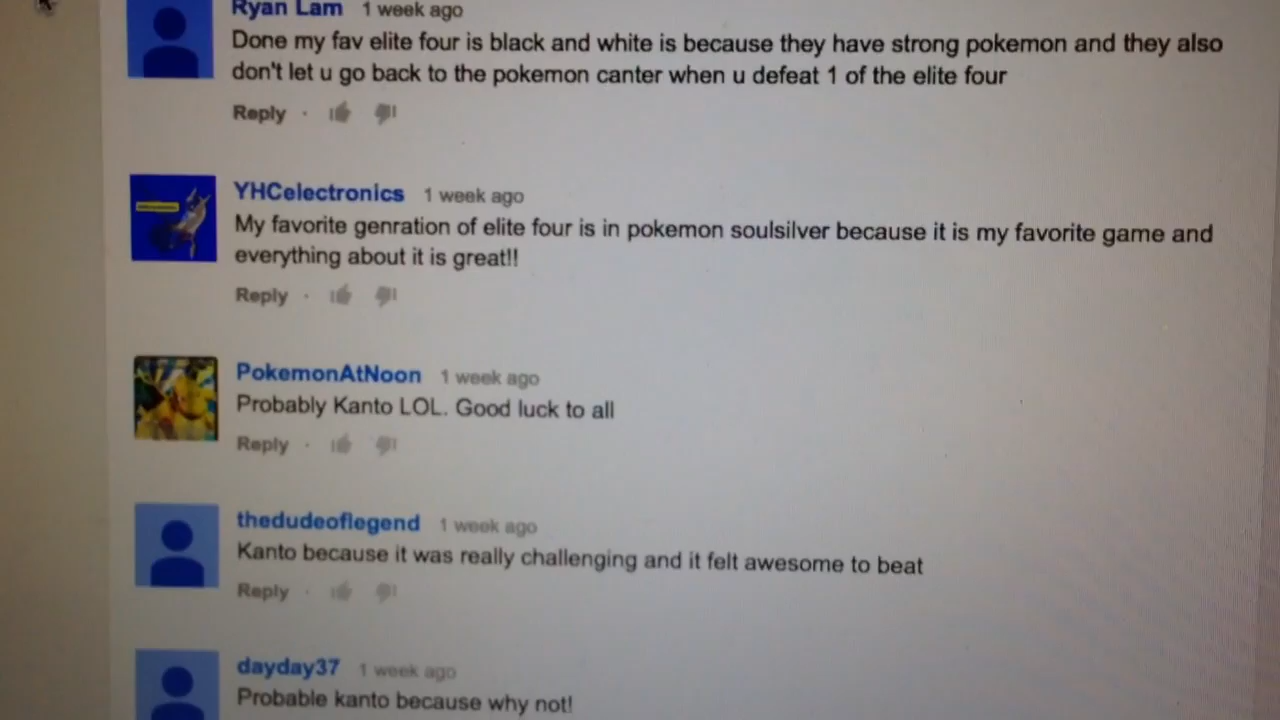 Ryan Lam 1 week ago
Done my fav elite four is black and white is because they have strong pokemon and they also
don't let u go back to the pokemon canter when u defeat 1 of the elite four
Reply
YHCelectronics 1 week ago
My favorite genration of elite four is in pokemon soulsilver because it is my favorite game and
everything about it is great!!
Reply
PokemonAtNoon 1 week ago
Probably Kanto LOL. Good luck to all
Reply
thedudeoflegend 1 week ago
Kanto because it was really challenging and it felt awesome to beat
Reply
dayday37 1 week ago
Probable kanto because why not!